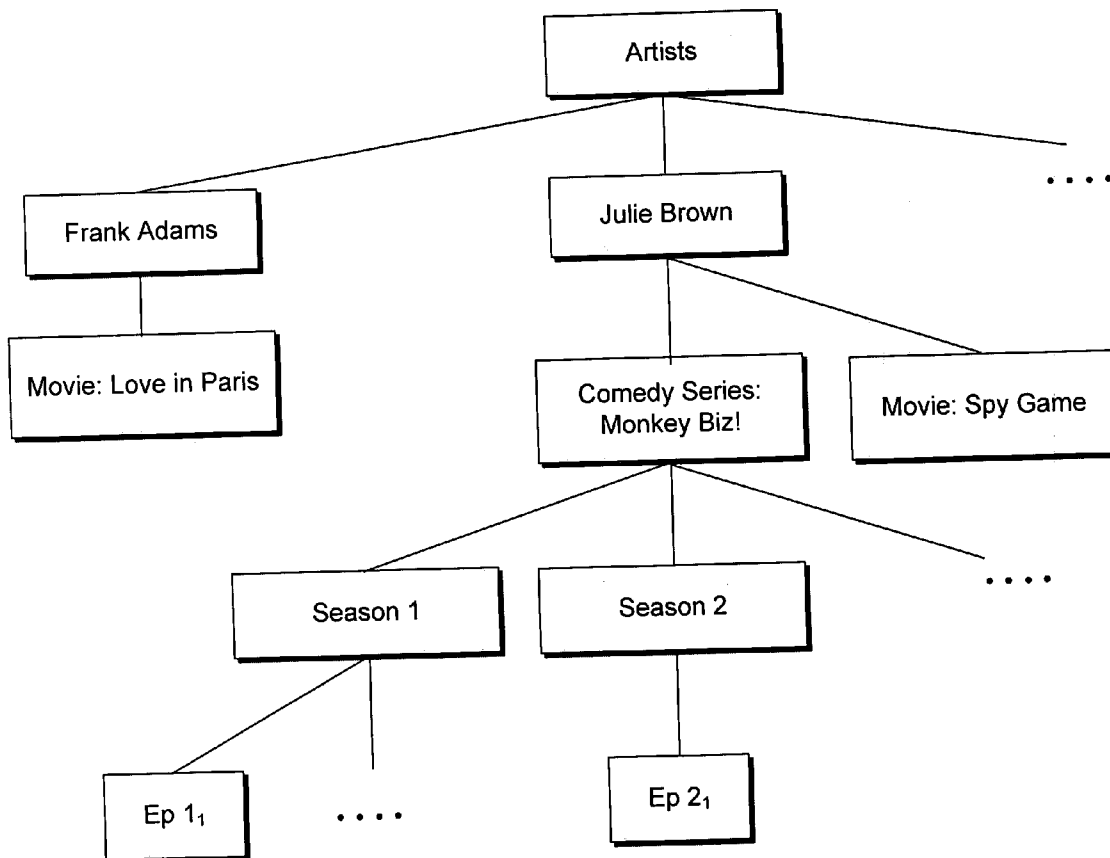 Artists
. . . .
Frank Adams
Julie Brown
Movie: Love in Paris
Comedy Series:
Monkey Biz!
Movie: Spy Game
. . . .
Season 1
Season 2
Ep 1₁
. . . .
Ep 2₁